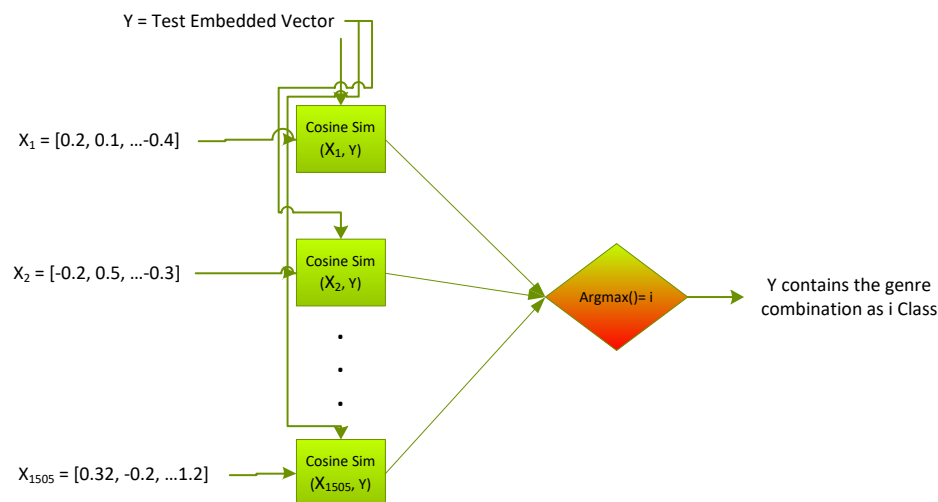 Y = Test Embedded Vector
X1 = [0.2, 0.1, ...-0.4]
Cosine Sim
(X1, Y)
X2 = [-0.2, 0.5, ...-0.3]
Cosine Sim
(X2, Y)
Argmax()= i
Y contains the genre
combination as i Class
.
.
.
X1505 = [0.32, -0.2, ...1.2]
Cosine Sim
(X1505, Y)